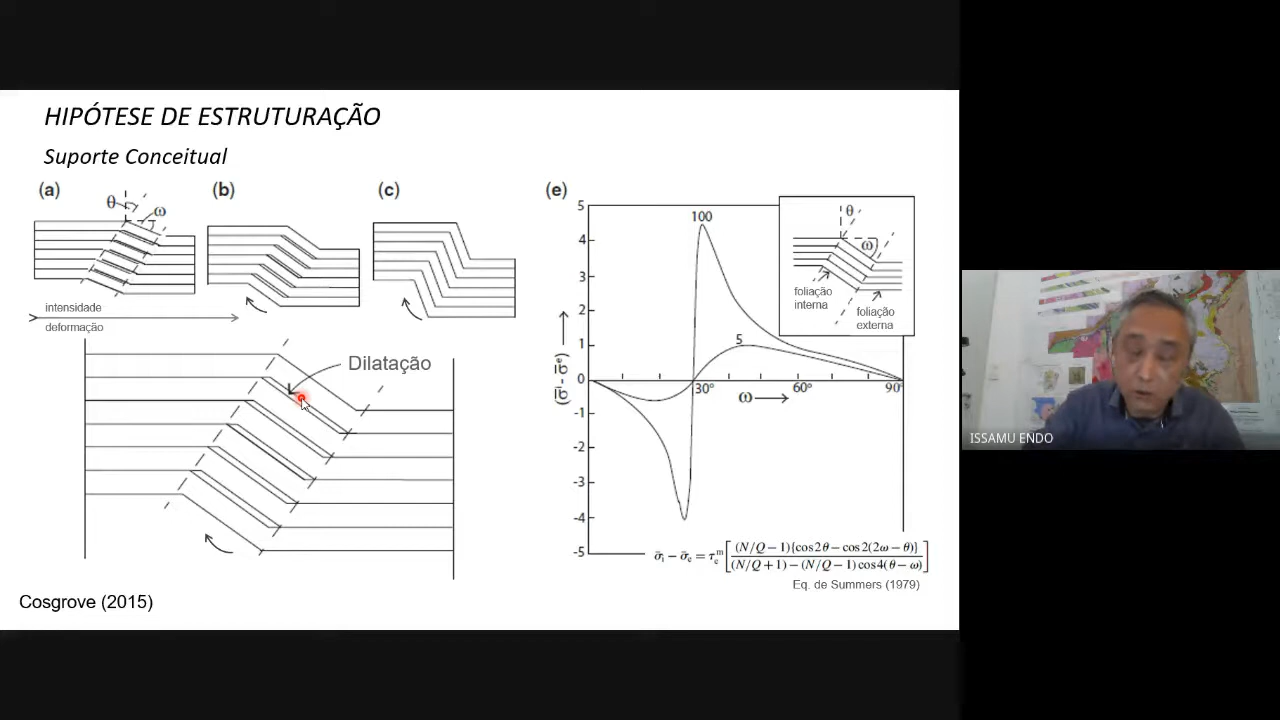 HIPÓTESE DE ESTRUTURAÇÃO
Suporte Conceitual
(a)
θ
ω
(b)
(c)
intensidade
deformação
Dilatação
Cosgrove (2015)
(e)
5
4
3
2
1
0
-1
-2
-3
-4
-5
(σ̄ⁱ - σ̄ᵉ) →
100
5
30°
60°
90°
ω →
θ
ω
foliação
interna
foliação
externa
σ̄ᵢ − σ̄ₑ = τₑᵐ [ (N/Q − 1){cos 2θ − cos 2(2ω − θ)} / (N/Q + 1) − (N/Q − 1) cos 4(θ − ω) ]
Eq. de Summers (1979)
ISSAMU ENDO